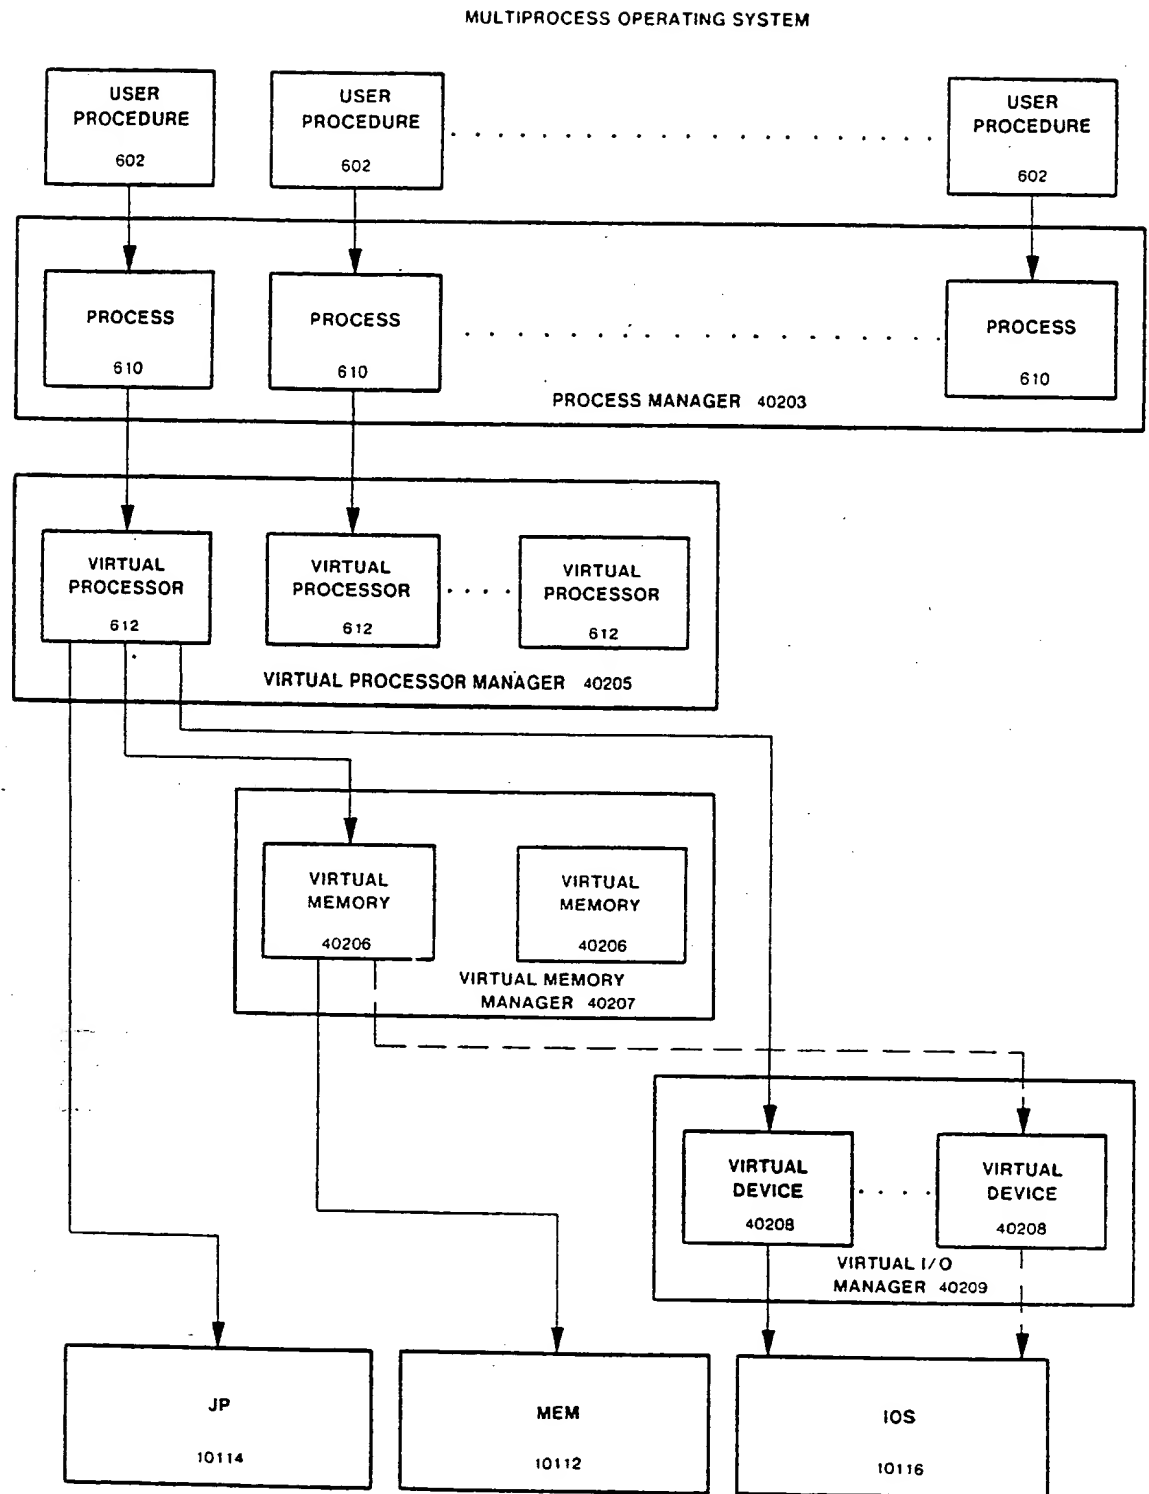 MULTIPROCESS OPERATING SYSTEM
USER
PROCEDURE
602
USER
PROCEDURE
602
USER
PROCEDURE
602
PROCESS
610
PROCESS
610
PROCESS
610
PROCESS MANAGER 40203
VIRTUAL
PROCESSOR
612
VIRTUAL
PROCESSOR
612
VIRTUAL
PROCESSOR
612
VIRTUAL PROCESSOR MANAGER 40205
VIRTUAL
MEMORY
40206
VIRTUAL
MEMORY
40206
VIRTUAL MEMORY
MANAGER 40207
VIRTUAL
DEVICE
40208
VIRTUAL
DEVICE
40208
VIRTUAL I/O
MANAGER 40209
JP
10114
MEM
10112
IOS
10116